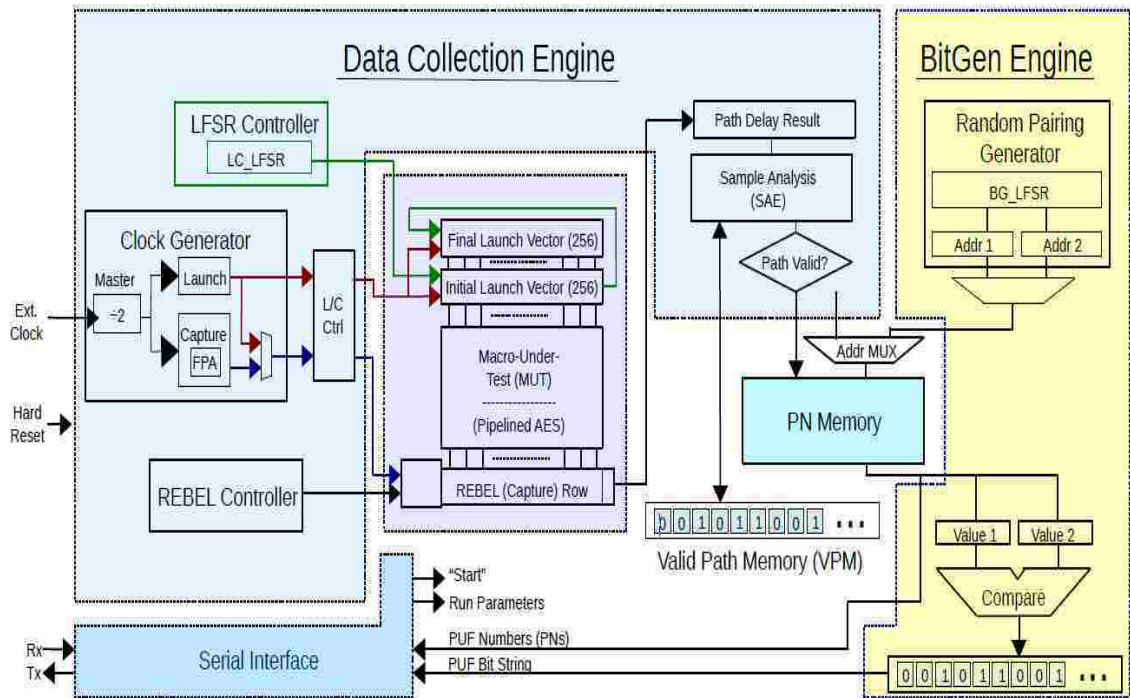 Data Collection Engine
BitGen Engine
LFSR Controller
LC_LFSR
Path Delay Result
Sample Analysis
(SAE)
Path Valid?
Random Pairing
Generator
BG_LFSR
Addr 1
Addr 2
Clock Generator
Master
÷2
Launch
Capture
FPA
Ext.
Clock
Hard
Reset
L/C
Ctrl
Final Launch Vector (256)
Initial Launch Vector (256)
Macro-Under-
Test (MUT)
----------------
(Pipelined AES)
REBEL (Capture) Row
REBEL Controller
Addr MUX
PN Memory
0 0 1 0 1 1 0 0 1 ...
Valid Path Memory (VPM)
Value 1
Value 2
Compare
"Start"
Run Parameters
PUF Numbers (PNs)
PUF Bit String
Rx
Tx
Serial Interface
0 0 1 0 1 1 0 0 1 ...